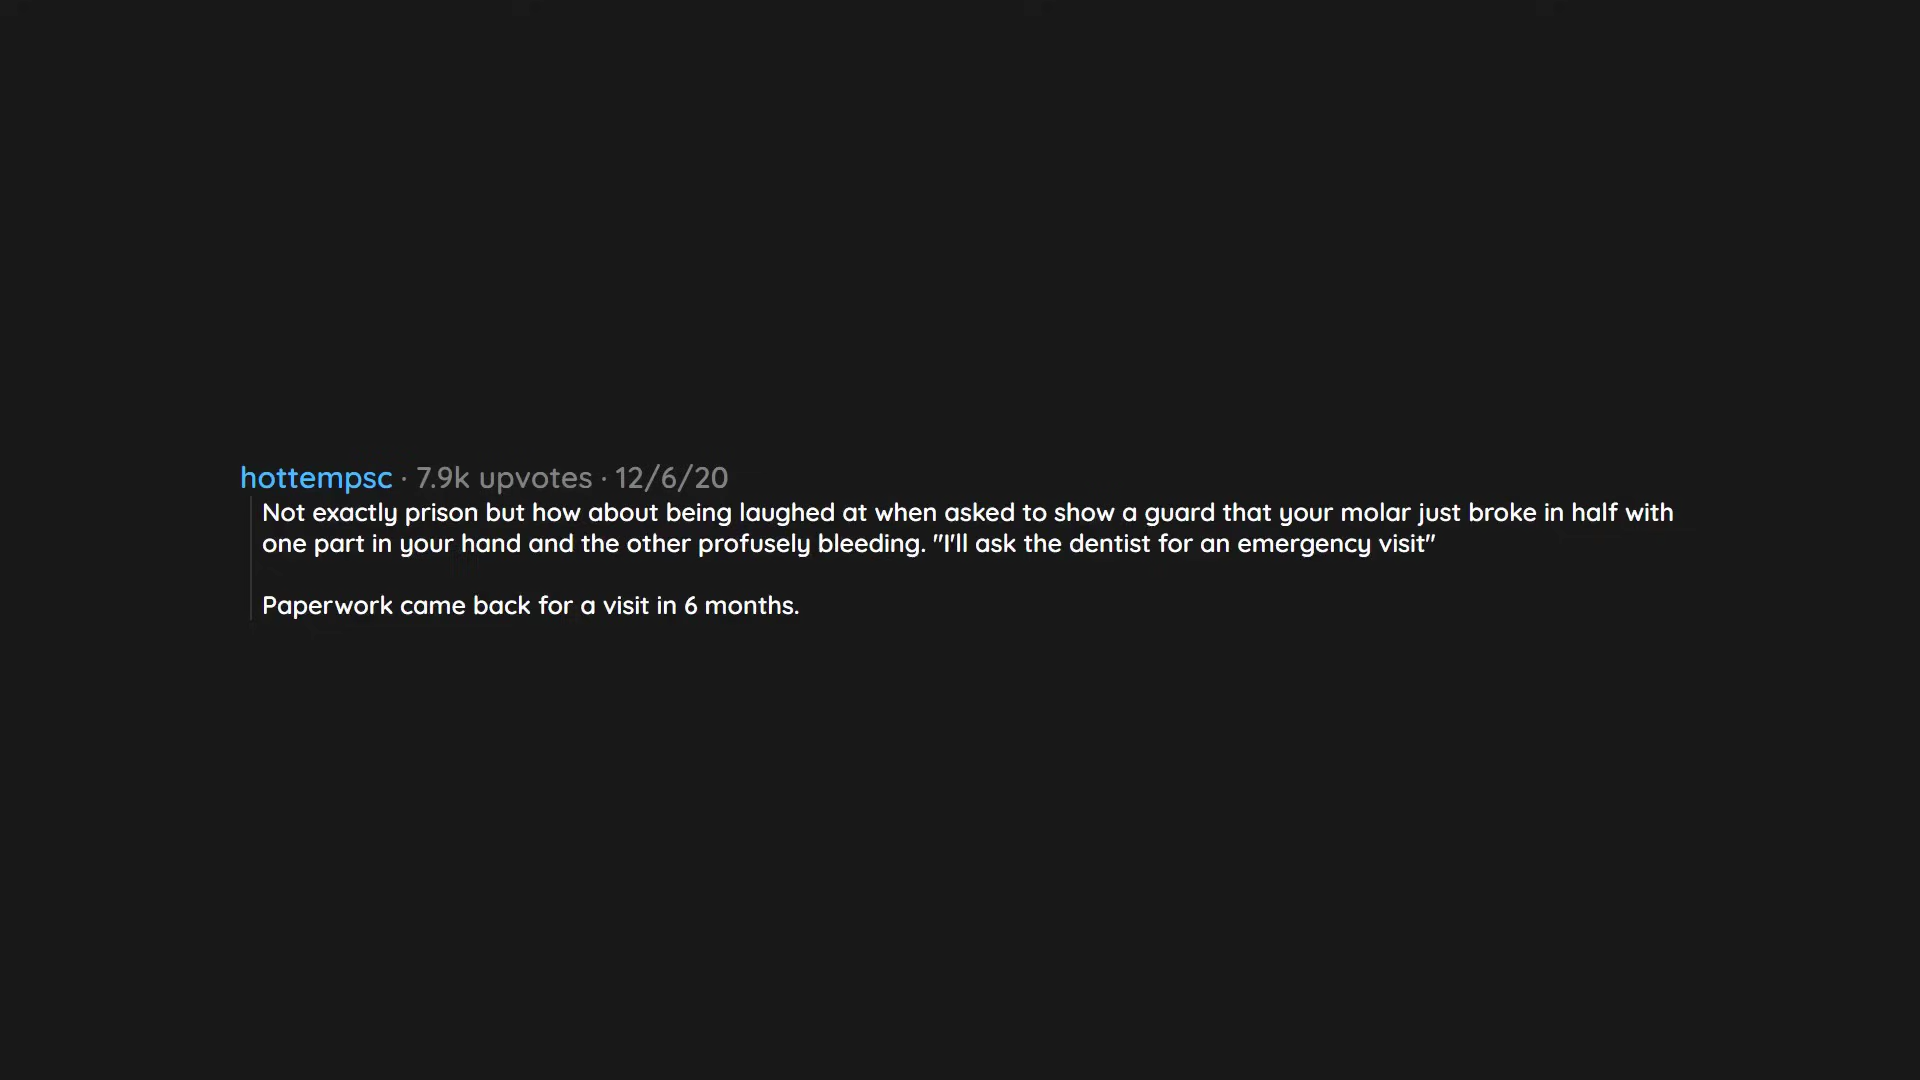 hottempsc · 7.9k upvotes · 12/6/20
Not exactly prison but how about being laughed at when asked to show a guard that your molar just broke in half with
one part in your hand and the other profusely bleeding. "I'll ask the dentist for an emergency visit"
Paperwork came back for a visit in 6 months.